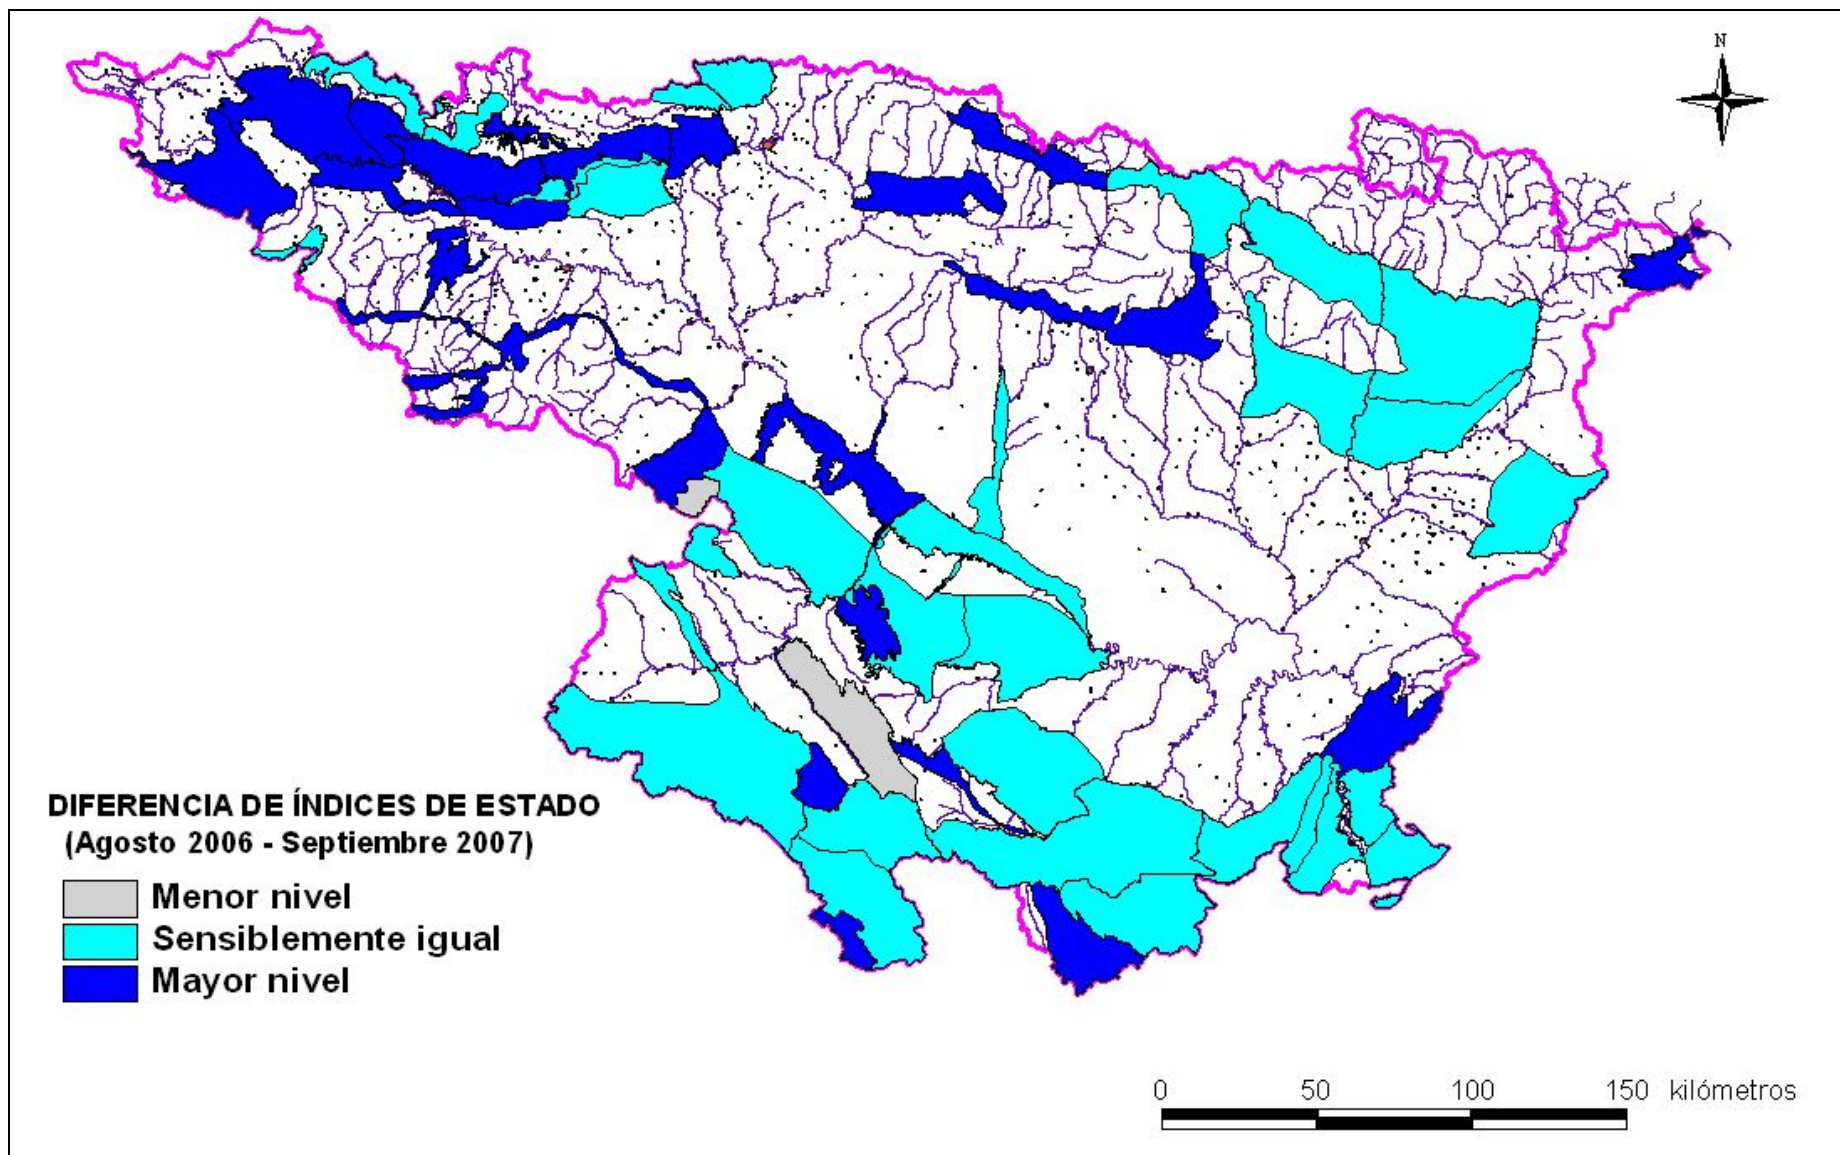 N
DIFERENCIA DE ÍNDICES DE ESTADO
(Agosto 2006 - Septiembre 2007)
Menor nivel
Sensiblemente igual
Mayor nivel
0 50 100 150 kilómetros